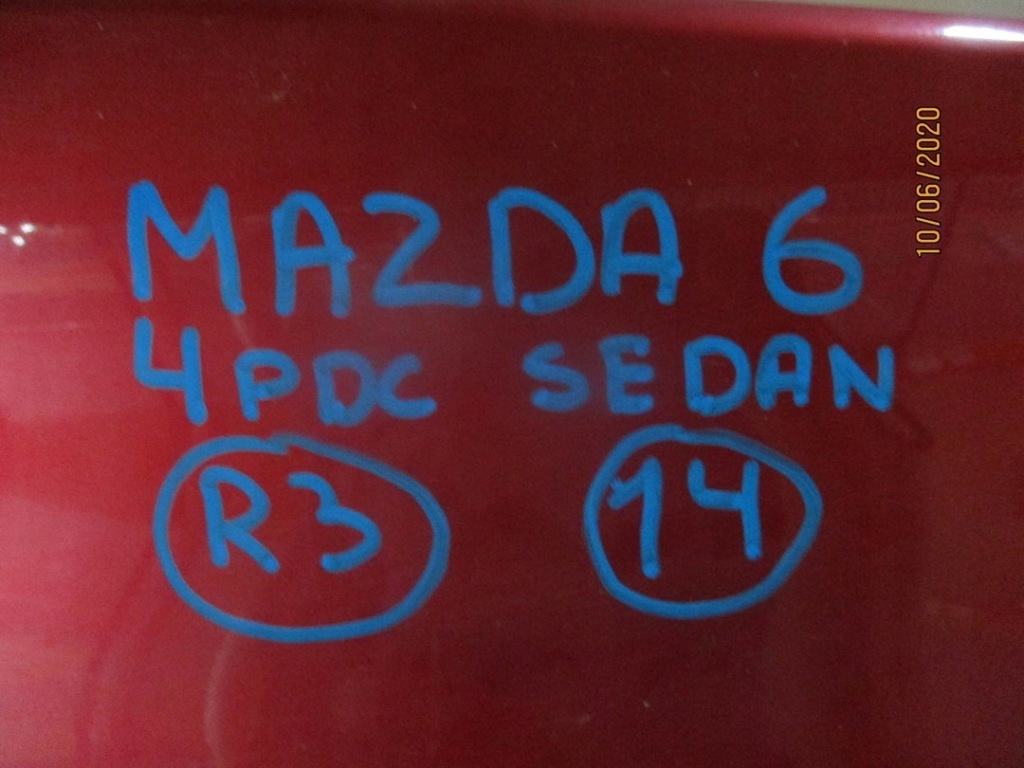 MAZDA 6
4PDC SEDAN
R3 14
10/06/2020